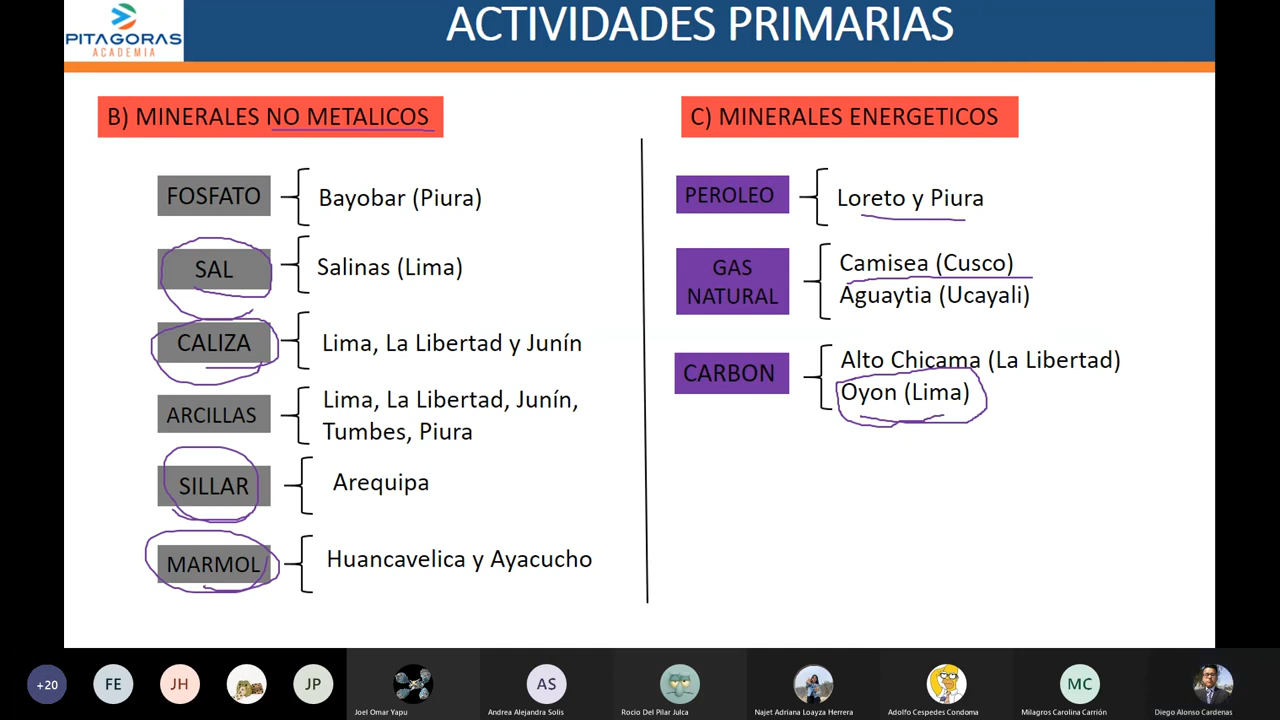 PITAGORAS
ACADEMIA
ACTIVIDADES PRIMARIAS
B) MINERALES NO METALICOS
FOSFATO
Bayobar (Piura)
SAL
Salinas (Lima)
CALIZA
Lima, La Libertad y Junín
ARCILLAS
Lima, La Libertad, Junín,
Tumbes, Piura
SILLAR
Arequipa
MARMOL
Huancavelica y Ayacucho
C) MINERALES ENERGETICOS
PEROLEO
Loreto y Piura
GAS
NATURAL
Camisea (Cusco)
Aguaytia (Ucayali)
CARBON
Alto Chicama (La Libertad)
Oyon (Lima)
+20
FE
JH
JP
Joel Omar Yapu
AS
Andrea Alejandra Solis
Rocio Del Pilar Julca
Najet Adriana Loayza Herrera
Adolfo Cespedes Condoma
MC
Milagros Carolina Carrión
Diego Alonso Cardenas